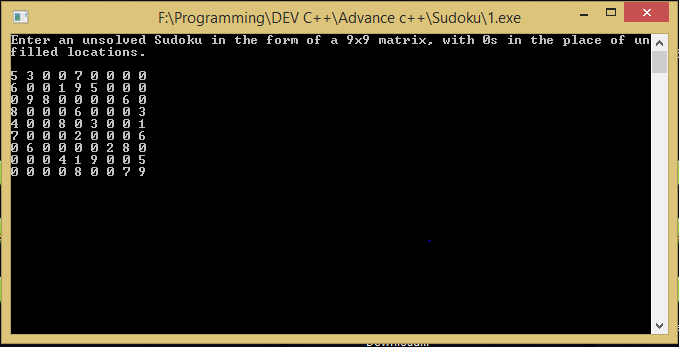 F:\Programming\DEV C++\Advance c++\Sudoku\1.exe
Enter an unsolved Sudoku in the form of a 9x9 matrix, with 0s in the place of un
filled locations.
5 3 0 0 7 0 0 0 0
6 0 0 1 9 5 0 0 0
0 9 8 0 0 0 0 6 0
8 0 0 0 6 0 0 0 3
4 0 0 8 0 3 0 0 1
7 0 0 0 2 0 0 0 6
0 6 0 0 0 0 2 8 0
0 0 0 4 1 9 0 0 5
0 0 0 0 8 0 0 7 9